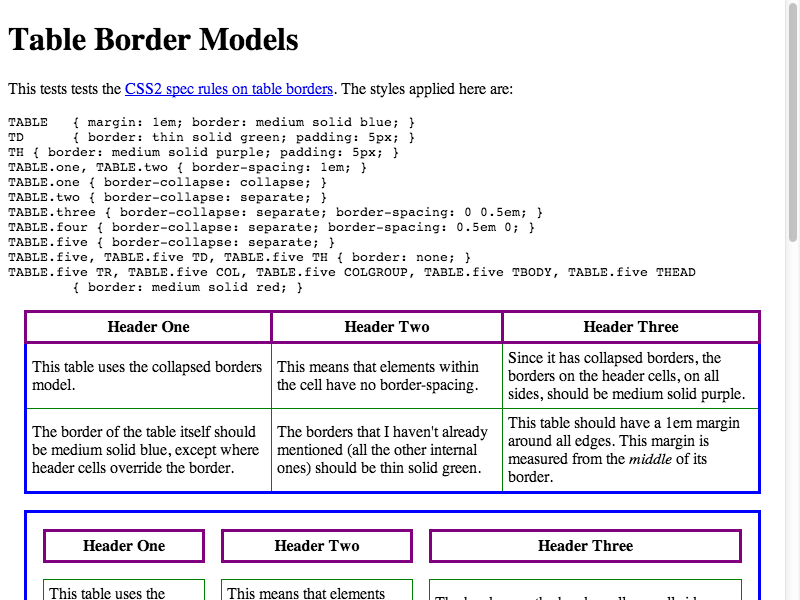 Table Border Models
This tests tests the CSS2 spec rules on table borders. The styles applied here are:
TABLE   { margin: 1em; border: medium solid blue; }
TD      { border: thin solid green; padding: 5px; }
TH { border: medium solid purple; padding: 5px; }
TABLE.one, TABLE.two { border-spacing: 1em; }
TABLE.one { border-collapse: collapse; }
TABLE.two { border-collapse: separate; }
TABLE.three { border-collapse: separate; border-spacing: 0 0.5em; }
TABLE.four { border-collapse: separate; border-spacing: 0.5em 0; }
TABLE.five { border-collapse: separate; }
TABLE.five, TABLE.five TD, TABLE.five TH { border: none; }
TABLE.five TR, TABLE.five COL, TABLE.five COLGROUP, TABLE.five TBODY, TABLE.five THEAD
        { border: medium solid red; }
Header One
Header Two
Header Three
This table uses the collapsed borders
model.
This means that elements within
the cell have no border-spacing.
Since it has collapsed borders, the
borders on the header cells, on all
sides, should be medium solid purple.
The border of the table itself should
be medium solid blue, except where
header cells override the border.
The borders that I haven't already
mentioned (all the other internal
ones) should be thin solid green.
This table should have a 1em margin
around all edges. This margin is
measured from the middle of its
border.
Header One
Header Two
Header Three
This table uses the
This means that elements